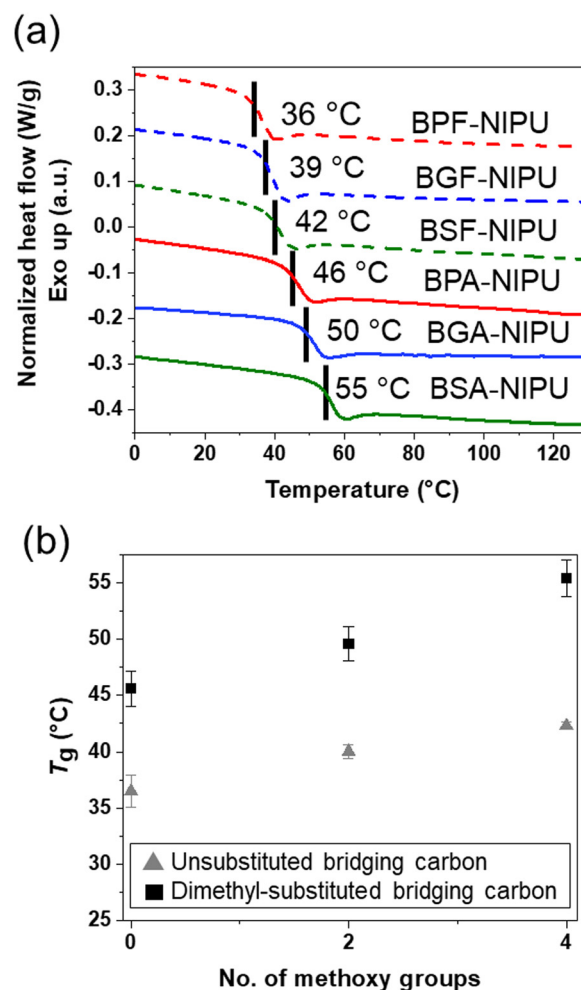 (a)
Normalized heat flow (W/g)
Exo up (a.u.)
0.3
0.2
0.1
0.0
-0.1
-0.2
-0.3
-0.4
36 °C BPF-NIPU
39 °C BGF-NIPU
42 °C BSF-NIPU
46 °C BPA-NIPU
50 °C BGA-NIPU
55 °C BSA-NIPU
0 20 40 60 80 100 120
Temperature (°C)
(b)
Tg (°C)
55
50
45
40
35
30
25
Unsubstituted bridging carbon
Dimethyl-substituted bridging carbon
0 2 4
No. of methoxy groups